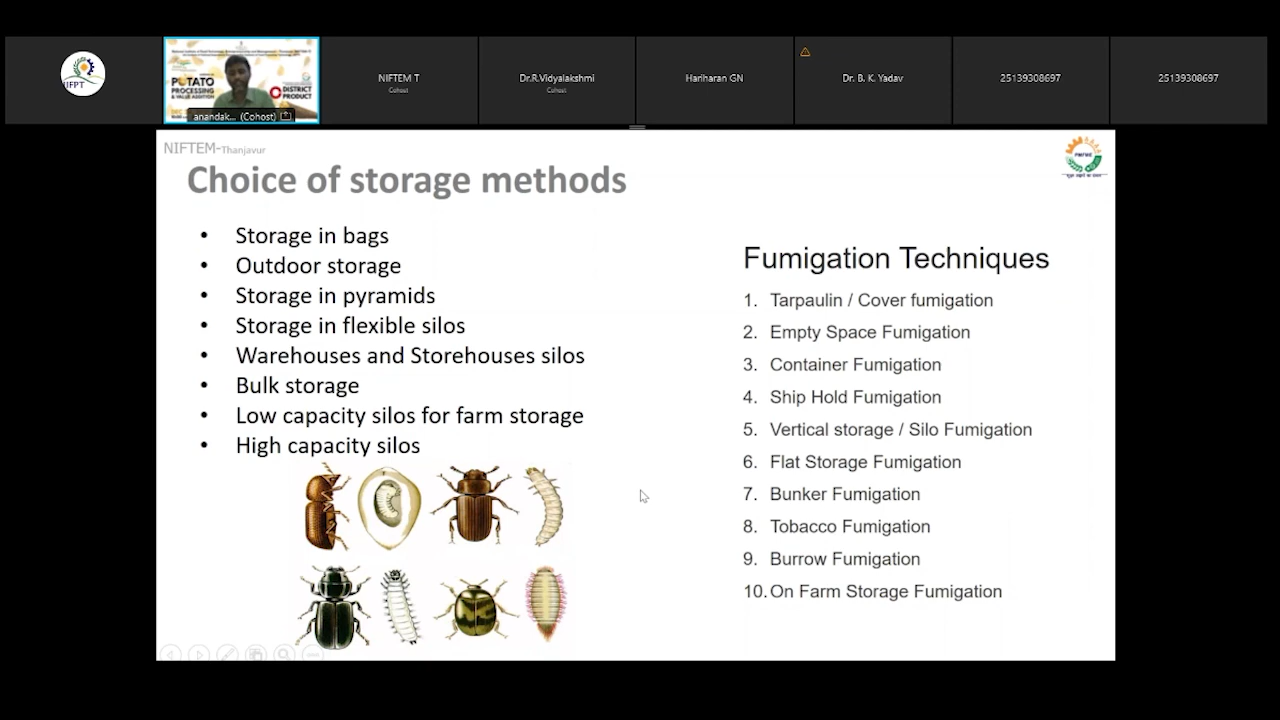 IIFPT
POTATO
PROCESSING
& VALUE ADDITION
DISTRICT
PRODUCT
anandak... (Cohost)
NIFTEM T
Cohost
Dr.R.Vidyalakshmi
Cohost
Hariharan GN
Dr. B. K. Yadav
25139308697
25139308697
NIFTEM-Thanjavur
Choice of storage methods
• Storage in bags
• Outdoor storage
• Storage in pyramids
• Storage in flexible silos
• Warehouses and Storehouses silos
• Bulk storage
• Low capacity silos for farm storage
• High capacity silos
Fumigation Techniques
1. Tarpaulin / Cover fumigation
2. Empty Space Fumigation
3. Container Fumigation
4. Ship Hold Fumigation
5. Vertical storage / Silo Fumigation
6. Flat Storage Fumigation
7. Bunker Fumigation
8. Tobacco Fumigation
9. Burrow Fumigation
10. On Farm Storage Fumigation